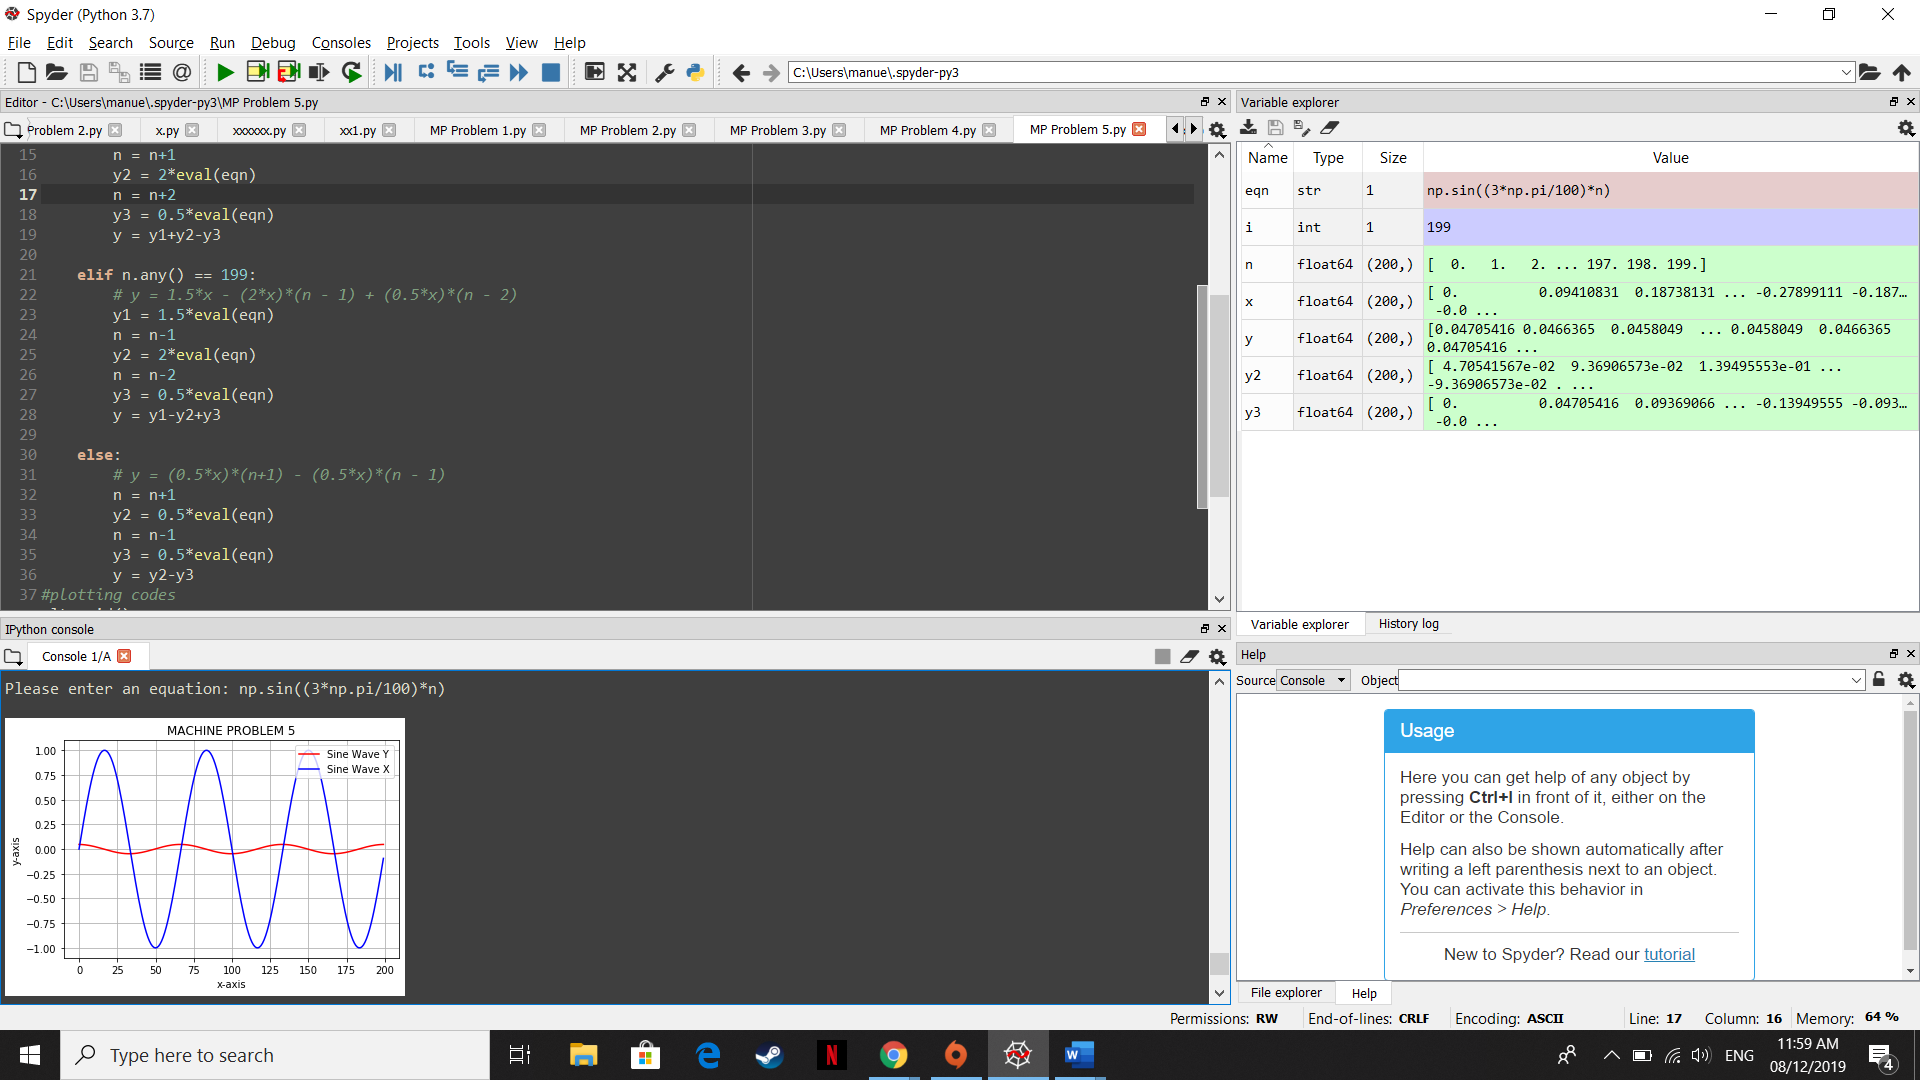 Spyder (Python 3.7)
File Edit Search Source Run Debug Consoles Projects Tools View Help
C:\Users\manue\.spyder-py3
Editor - C:\Users\manue\.spyder-py3\MP Problem 5.py
Problem 2.py x.py xxxxxx.py xx1.py MP Problem 1.py MP Problem 2.py MP Problem 3.py MP Problem 4.py MP Problem 5.py
15 n = n+1
16 y2 = 2*eval(eqn)
17 n = n+2
18 y3 = 0.5*eval(eqn)
19 y = y1+y2-y3
20
21 elif n.any() == 199:
22 # y = 1.5*x - (2*x)*(n - 1) + (0.5*x)*(n - 2)
23 y1 = 1.5*eval(eqn)
24 n = n-1
25 y2 = 2*eval(eqn)
26 n = n-2
27 y3 = 0.5*eval(eqn)
28 y = y1-y2+y3
29
30 else:
31 # y = (0.5*x)*(n+1) - (0.5*x)*(n - 1)
32 n = n+1
33 y2 = 0.5*eval(eqn)
34 n = n-1
35 y3 = 0.5*eval(eqn)
36 y = y2-y3
37 #plotting codes
IPython console
Console 1/A
Please enter an equation: np.sin((3*np.pi/100)*n)
MACHINE PROBLEM 5
Sine Wave Y
Sine Wave X
1.00
0.75
0.50
0.25
0.00
−0.25
−0.50
−0.75
−1.00
y-axis
0 25 50 75 100 125 150 175 200
x-axis
Variable explorer
Name Type Size Value
eqn str 1 np.sin((3*np.pi/100)*n)
i int 1 199
n float64 (200,) [ 0. 1. 2. ... 197. 198. 199.]
x float64 (200,) [ 0. 0.09410831 0.18738131 ... -0.27899111 -0.187…
-0.0 ...
y float64 (200,) [0.04705416 0.0466365 0.0458049 ... 0.0458049 0.0466365
0.04705416 ...
y2 float64 (200,) [ 4.70541567e-02 9.36906573e-02 1.39495553e-01 ...
-9.36906573e-02 . ...
y3 float64 (200,) [ 0. 0.04705416 0.09369066 ... -0.13949555 -0.093…
-0.0 ...
Variable explorer History log
Help
Source Console Object
Usage
Here you can get help of any object by
pressing Ctrl+I in front of it, either on the
Editor or the Console.
Help can also be shown automatically after
writing a left parenthesis next to an object.
You can activate this behavior in
Preferences > Help.
New to Spyder? Read our tutorial
File explorer Help
Permissions: RW End-of-lines: CRLF Encoding: ASCII Line: 17 Column: 16 Memory: 64 %
Type here to search
ENG
11:59 AM
08/12/2019
4